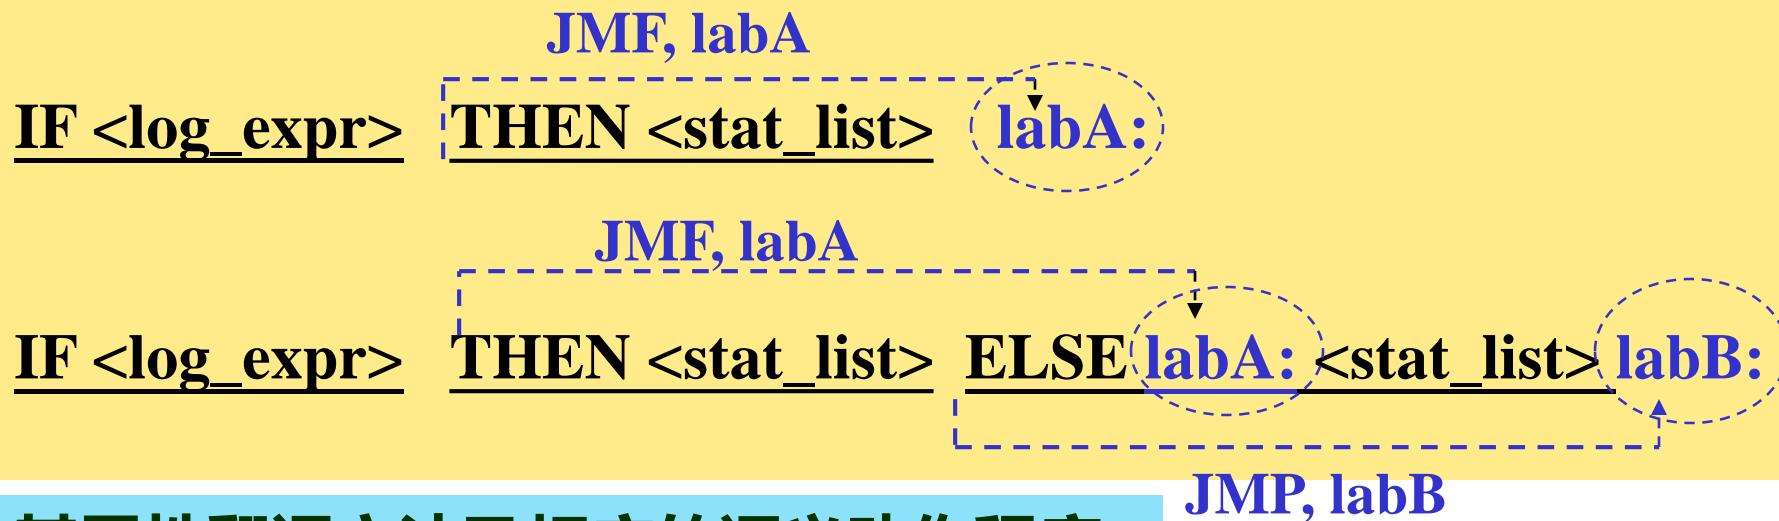 JMF, labA
IF <log_expr> THEN <stat_list> labA:
JMF, labA
IF <log_expr> THEN <stat_list> ELSE labA: <stat_list> labB:
JMP, labB